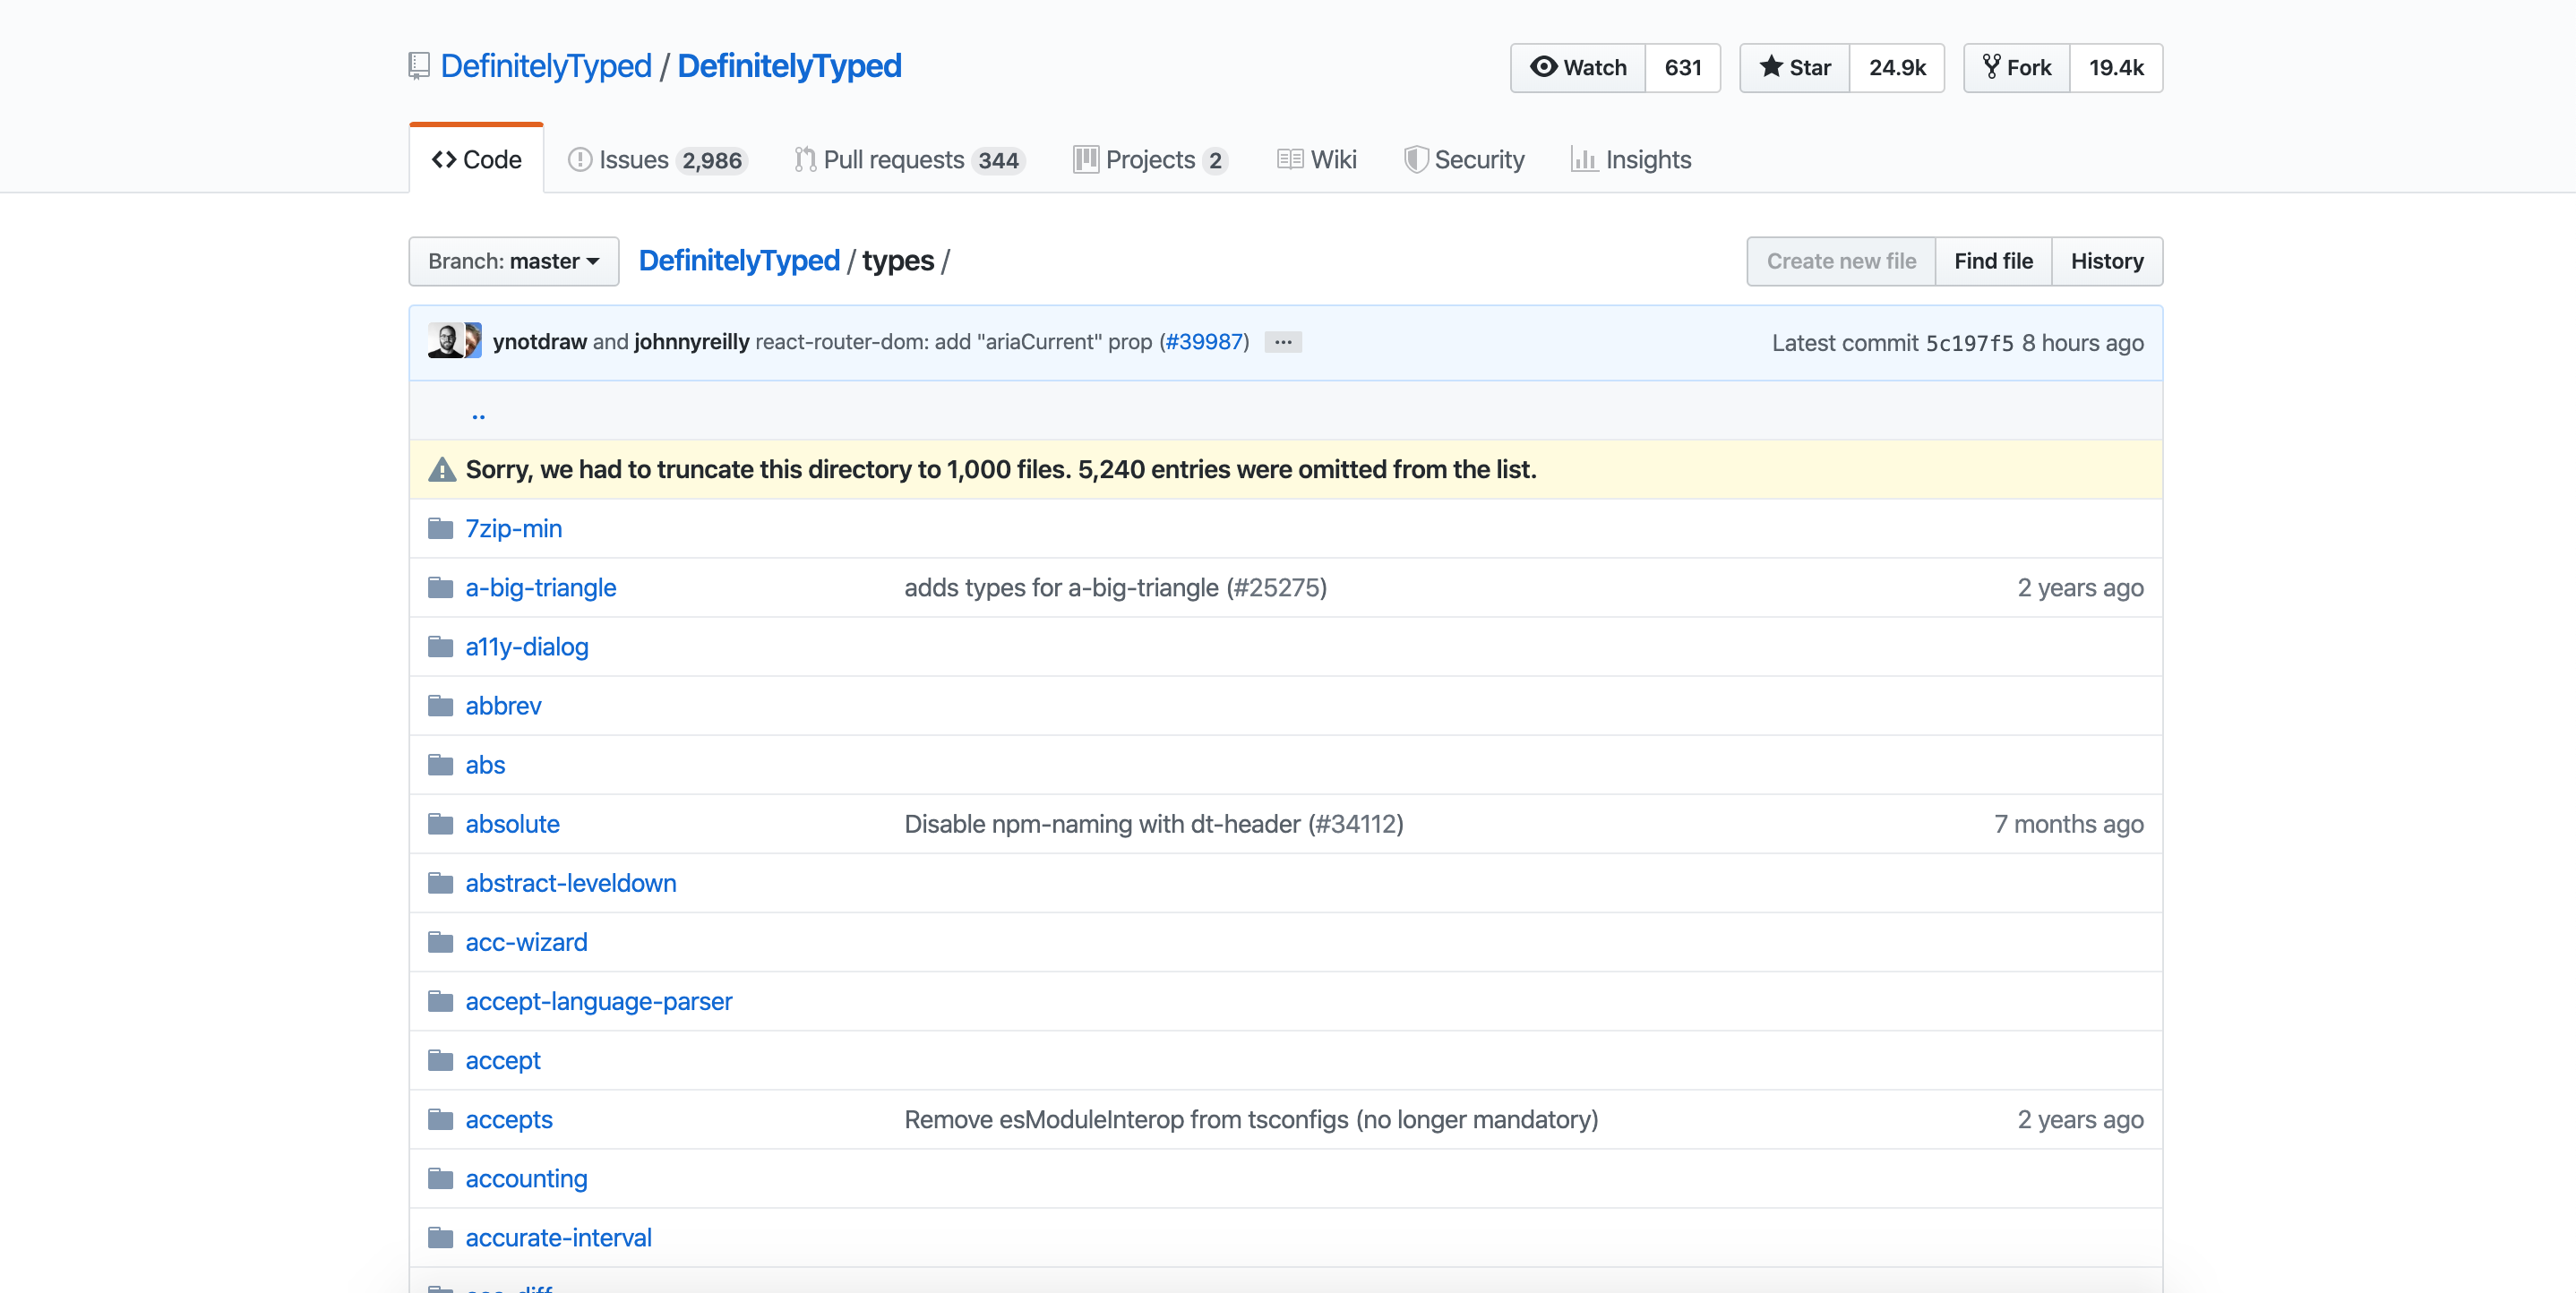 DefinitelyTyped / DefinitelyTyped
Watch 631 Star 24.9k Fork 19.4k
Code Issues 2,986 Pull requests 344 Projects 2 Wiki Security Insights
Branch: master DefinitelyTyped / types / Create new file Find file History
ynotdraw and johnnyreilly react-router-dom: add "ariaCurrent" prop (#39987) … Latest commit 5c197f5 8 hours ago
..
Sorry, we had to truncate this directory to 1,000 files. 5,240 entries were omitted from the list.
7zip-min
a-big-triangle adds types for a-big-triangle (#25275) 2 years ago
a11y-dialog
abbrev
abs
absolute Disable npm-naming with dt-header (#34112) 7 months ago
abstract-leveldown
acc-wizard
accept-language-parser
accept
accepts Remove esModuleInterop from tsconfigs (no longer mandatory) 2 years ago
accounting
accurate-interval